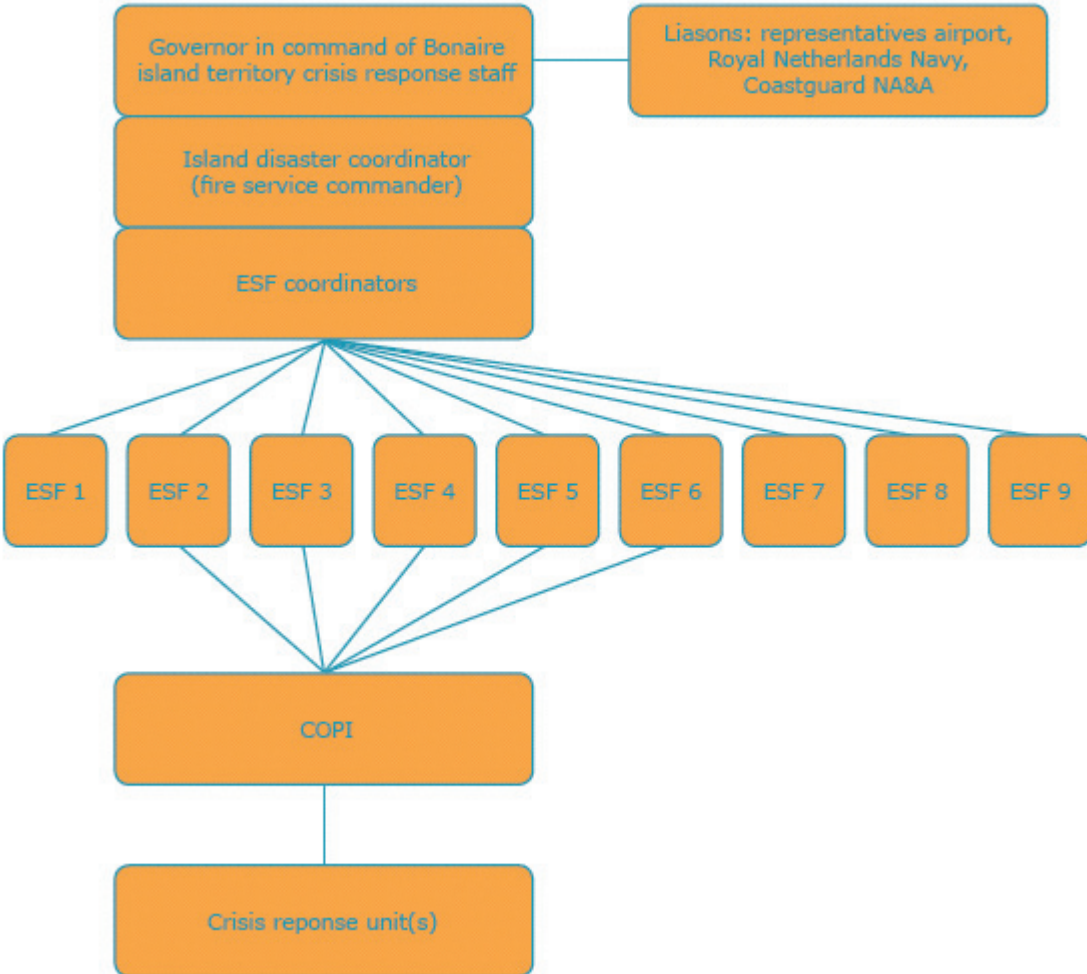 Governor in command of Bonaire
island territory crisis response staff
Liasons: representatives airport,
Royal Netherlands Navy,
Coastguard NA&A
Island disaster coordinator
(fire service commander)
ESF coordinators
ESF 1
ESF 2
ESF 3
ESF 4
ESF 5
ESF 6
ESF 7
ESF 8
ESF 9
COPI
Crisis reponse unit(s)